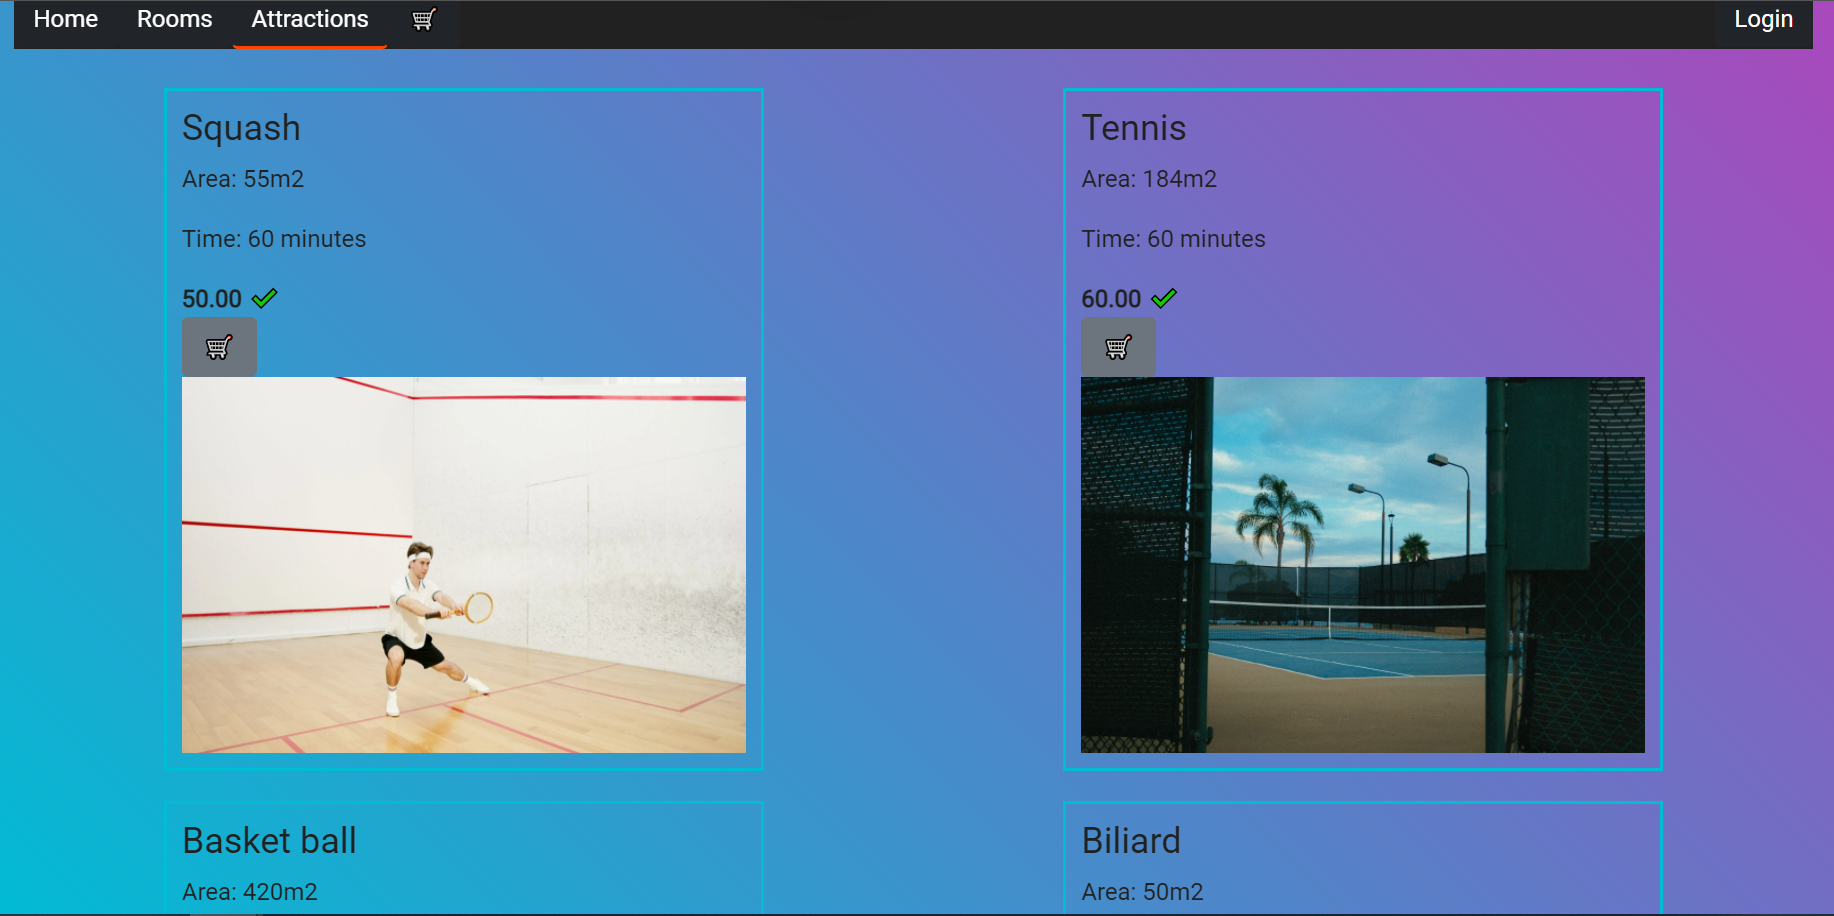 Home Rooms Attractions Login
Squash
Area: 55m2
Time: 60 minutes
50.00
Tennis
Area: 184m2
Time: 60 minutes
60.00
Basket ball
Area: 420m2
Biliard
Area: 50m2